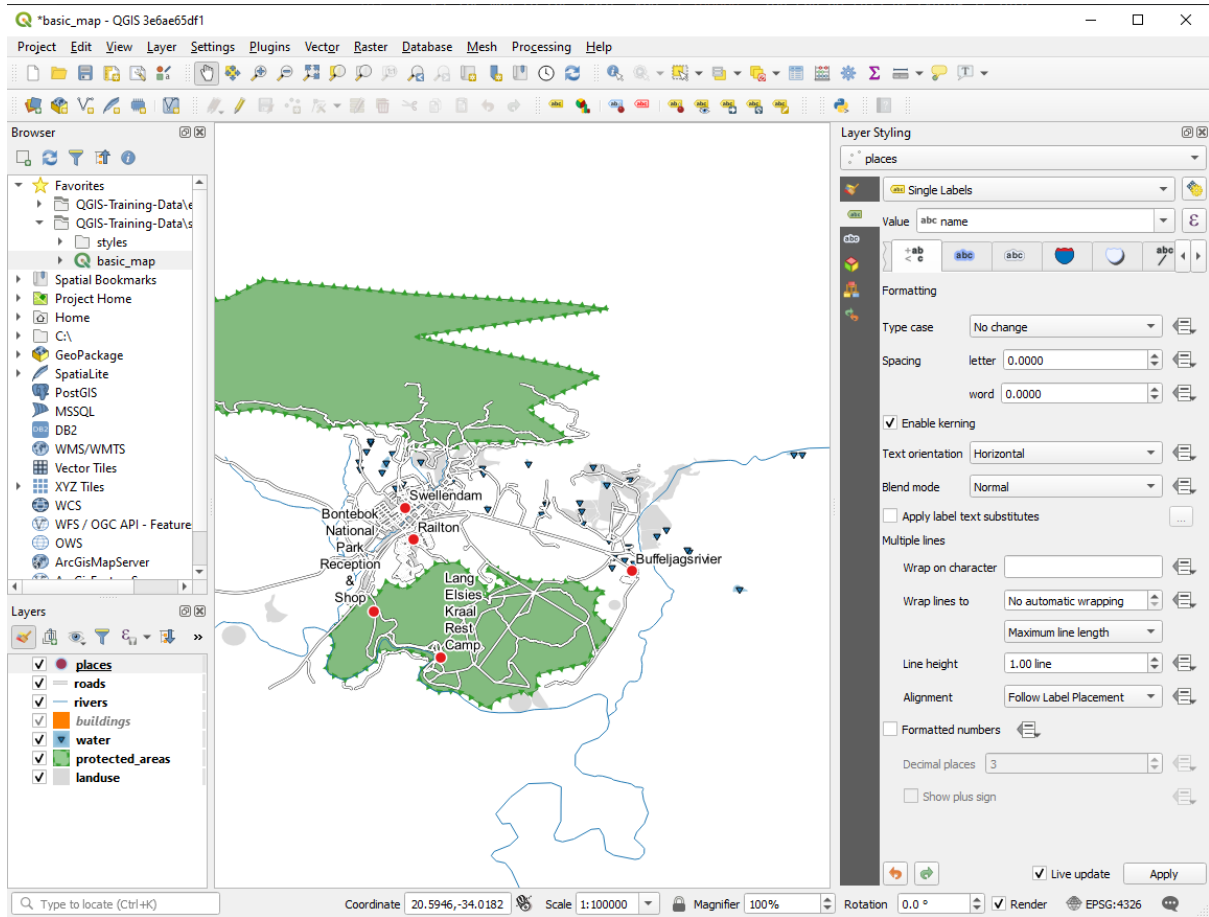 *basic_map - QGIS 3e6ae65df1
Project Edit View Layer Settings Plugins Vector Raster Database Mesh Processing Help
Browser
Favorites
QGIS-Training-Data\e
QGIS-Training-Data\s
styles
basic_map
Spatial Bookmarks
Project Home
Home
C:\
GeoPackage
SpatiaLite
PostGIS
MSSQL
DB2
WMS/WMTS
Vector Tiles
XYZ Tiles
WCS
WFS / OGC API - Feature
OWS
ArcGisMapServer
Layers
places
roads
rivers
buildings
water
protected_areas
landuse
Swellendam
Bontebok
National
Park
Reception
&
Shop
Railton
Buffeljagsrivier
Lang
Elsies
Kraal
Rest
Camp
Layer Styling
places
abc Single Labels
Value abc name
+ab
< c
abc
abc
abc
Formatting
Type case No change
Spacing letter 0.0000
word 0.0000
Enable kerning
Text orientation Horizontal
Blend mode Normal
Apply label text substitutes ...
Multiple lines
Wrap on character
Wrap lines to No automatic wrapping
Maximum line length
Line height 1.00 line
Alignment Follow Label Placement
Formatted numbers
Decimal places 3
Show plus sign
Live update Apply
Type to locate (Ctrl+K) Coordinate 20.5946,-34.0182 Scale 1:100000 Magnifier 100% Rotation 0.0 ° Render EPSG:4326